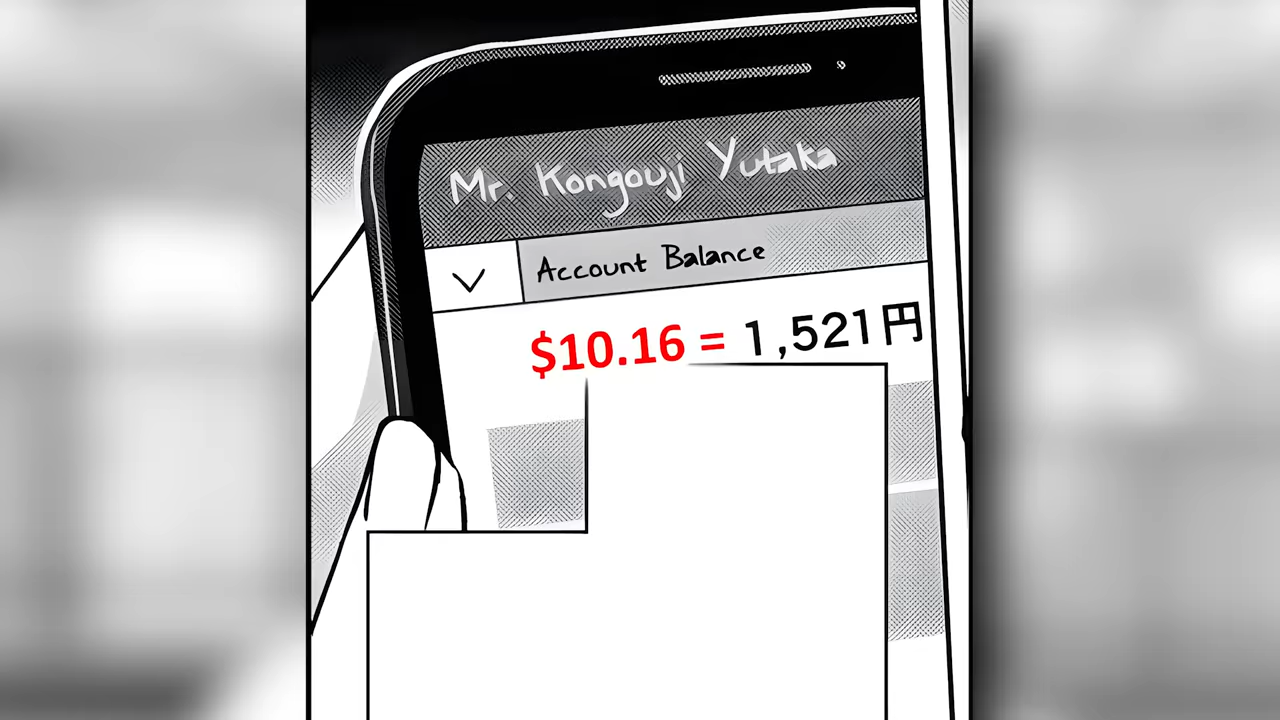 Mr. Kongouji Yutaka
Account Balance
$10.16 = 1,521円